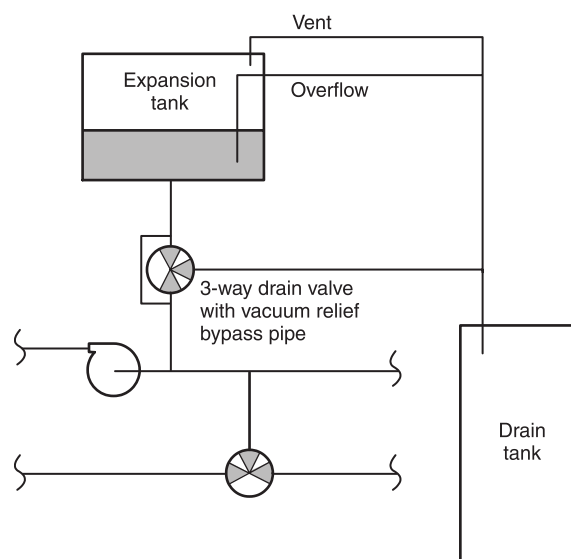 Vent
Expansion
tank
Overflow
3-way drain valve
with vacuum relief
bypass pipe
Drain
tank